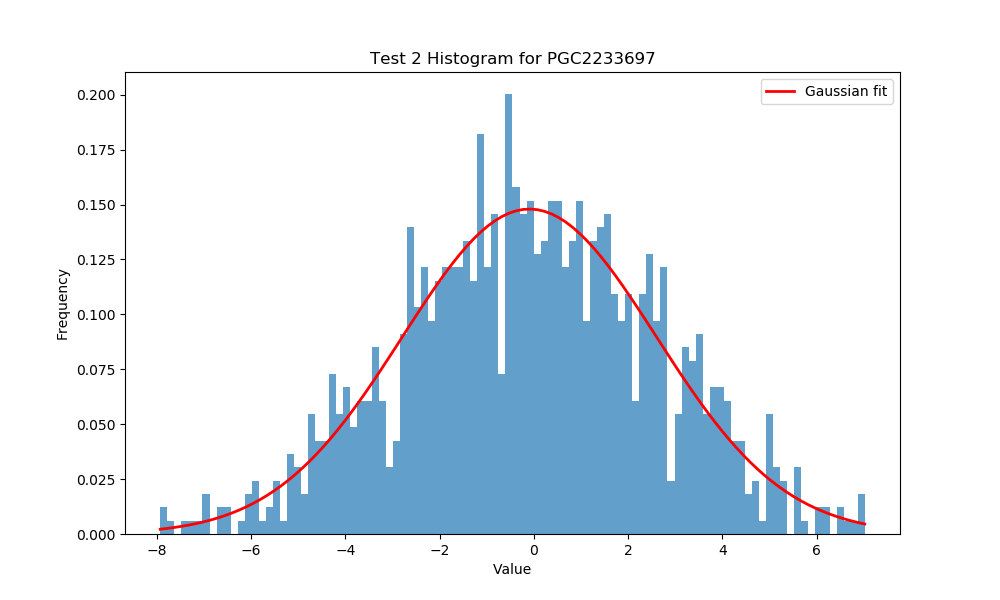 Test 2 Histogram for PGC2233697
Gaussian fit
0.200
0.175
0.150
0.125
0.100
0.075
0.050
0.025
0.000
Frequency
−8 −6 −4 −2 0 2 4 6
Value